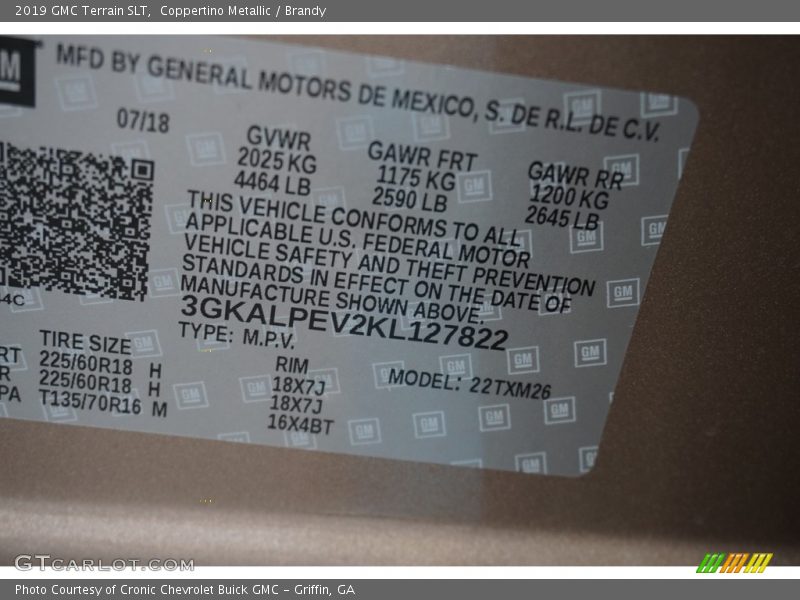 2019 GMC Terrain SLT,  Coppertino Metallic / Brandy
GM
MFD BY GENERAL MOTORS DE MEXICO, S. DE R.L. DE C.V.
07/18
GVWR
2025 KG
4464 LB
GAWR FRT
1175 KG
2590 LB
GAWR RR
1200 KG
2645 LB
THIS VEHICLE CONFORMS TO ALL
APPLICABLE U.S. FEDERAL MOTOR
VEHICLE SAFETY AND THEFT PREVENTION
STANDARDS IN EFFECT ON THE DATE OF
MANUFACTURE SHOWN ABOVE.
3GKALPEV2KL127822
TYPE: M.P.V.
4C
TIRE SIZE
RT 225/60R18 H
R 225/60R18 H
PA T135/70R16 M
RIM
18X7J
18X7J
16X4BT
MODEL: 22TXM26
GTCARLOT.COM
Photo Courtesy of Cronic Chevrolet Buick GMC – Griffin, GA